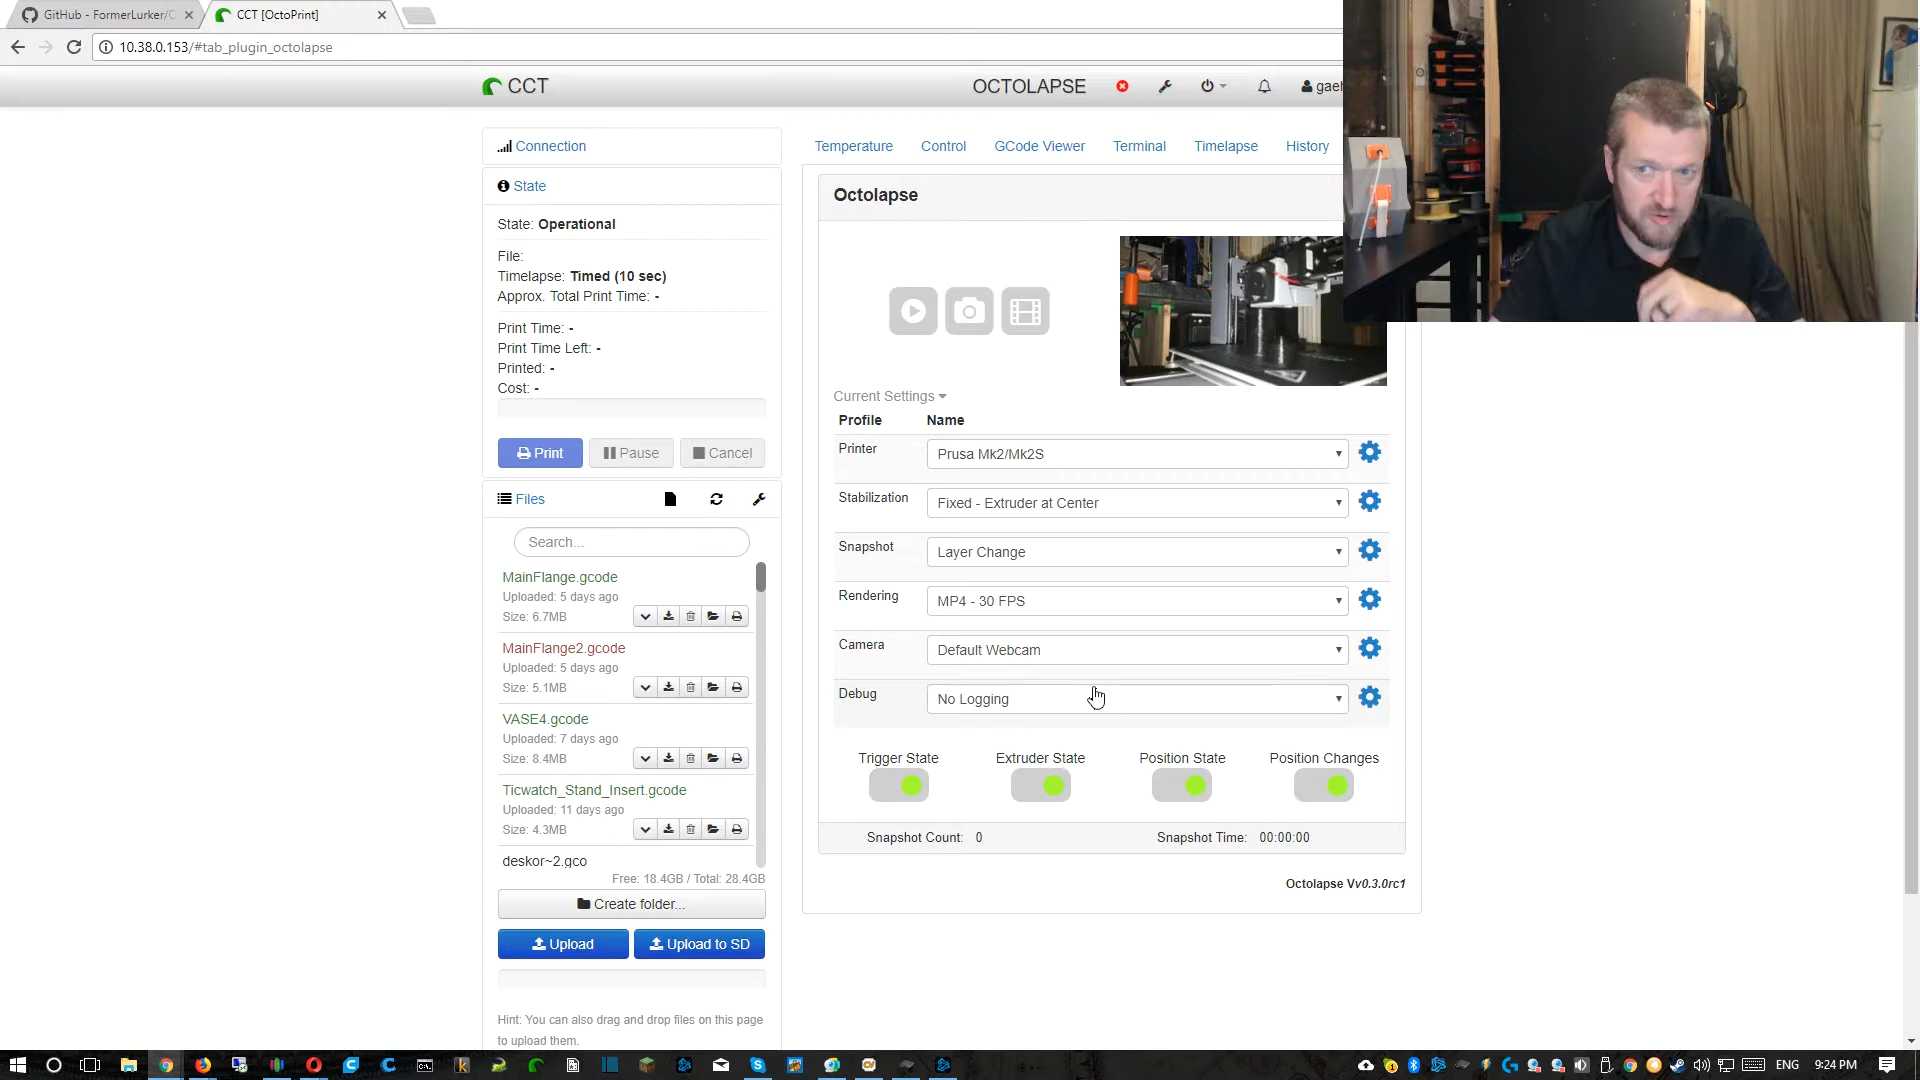 GitHub - FormerLurker/C
CCT [OctoPrint]
10.38.0.153/#tab_plugin_octolapse
CCT
OCTOLAPSE
gaeh
Connection
State
State: Operational
File:
Timelapse: Timed (10 sec)
Approx. Total Print Time: -
Print Time: -
Print Time Left: -
Printed: -
Cost: -
Print
Pause
Cancel
Files
Search...
MainFlange.gcode
Uploaded: 5 days ago
Size: 6.7MB
MainFlange2.gcode
Uploaded: 5 days ago
Size: 5.1MB
VASE4.gcode
Uploaded: 7 days ago
Size: 8.4MB
Ticwatch_Stand_Insert.gcode
Uploaded: 11 days ago
Size: 4.3MB
deskor~2.gco
Free: 18.4GB / Total: 28.4GB
Create folder...
Upload
Upload to SD
Hint: You can also drag and drop files on this page
to upload them.
Temperature
Control
GCode Viewer
Terminal
Timelapse
History
Octolapse
Current Settings
Profile
Name
Printer
Prusa Mk2/Mk2S
Stabilization
Fixed - Extruder at Center
Snapshot
Layer Change
Rendering
MP4 - 30 FPS
Camera
Default Webcam
Debug
No Logging
Trigger State
Extruder State
Position State
Position Changes
Snapshot Count: 0
Snapshot Time: 00:00:00
Octolapse Vv0.3.0rc1
ENG
9:24 PM